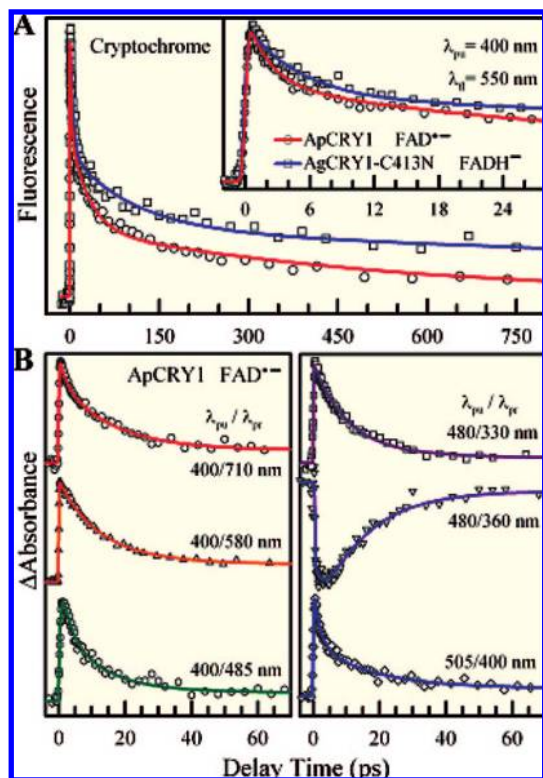 A
Cryptochrome
λpu = 400 nm
λfl = 550 nm
ApCRY1 FAD•−
AgCRY1-C413N FADH−
0 6 12 18 24
Fluorescence
0 150 300 450 600 750
B
ApCRY1 FAD•−
λpu / λpr
400/710 nm
400/580 nm
400/485 nm
λpu / λpr
480/330 nm
480/360 nm
505/400 nm
ΔAbsorbance
0 20 40 60
0 20 40 60
Delay Time (ps)